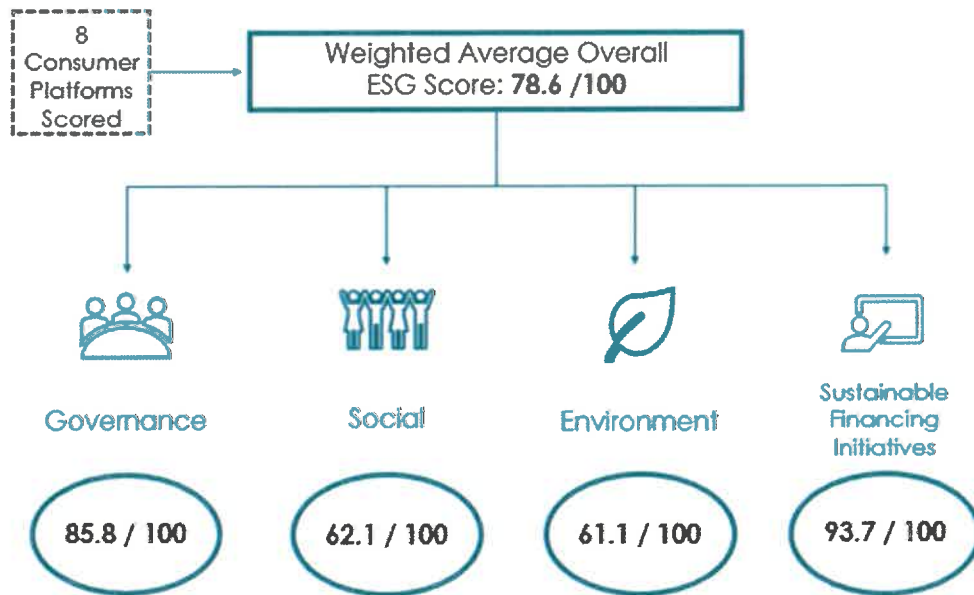 8
Consumer
Platforms
Scored
Weighted Average Overall
ESG Score: 78.6 /100
Governance
Social
Environment
Sustainable
Financing
Initiatives
85.8 / 100
62.1 / 100
61.1 / 100
93.7 / 100